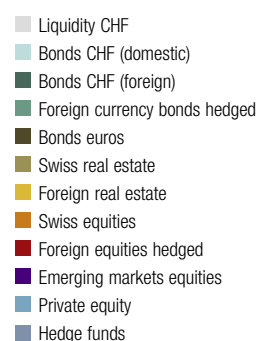 Liquidity CHF
Bonds CHF (domestic)
Bonds CHF (foreign)
Foreign currency bonds hedged
Bonds euros
Swiss real estate
Foreign real estate
Swiss equities
Foreign equities hedged
Emerging markets equities
Private equity
Hedge funds